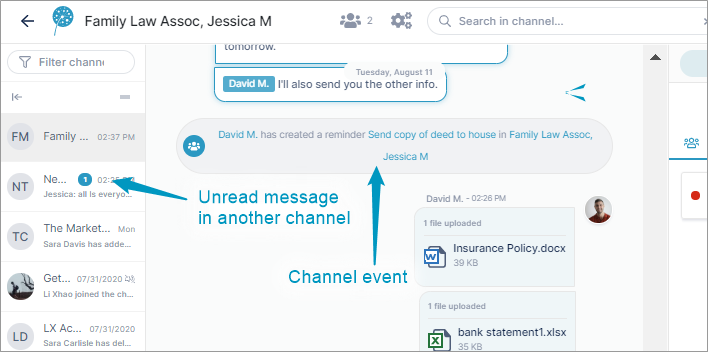 Family Law Assoc, Jessica M
2
Search in channel...
Filter channe
FM
Family ...
02:37 PM
NT
Ne...
1
Jessica: all Is everyo...
TC
The Market...
Mon
Sara Davis has adde...
Get...
07/31/2020
Li Xhao joined the ch...
LD
LX Ac...
07/31/2020
Sara Carlisle has del...
tomorrow.
Tuesday, August 11
David M. I'll also send you the other info.
David M. has created a reminder Send copy of deed to house in Family Law Assoc,
Jessica M
Unread message
in another channel
Channel event
David M. - 02:26 PM
1 file uploaded
Insurance Policy.docx
39 KB
1 file uploaded
bank statement1.xlsx
35 KB